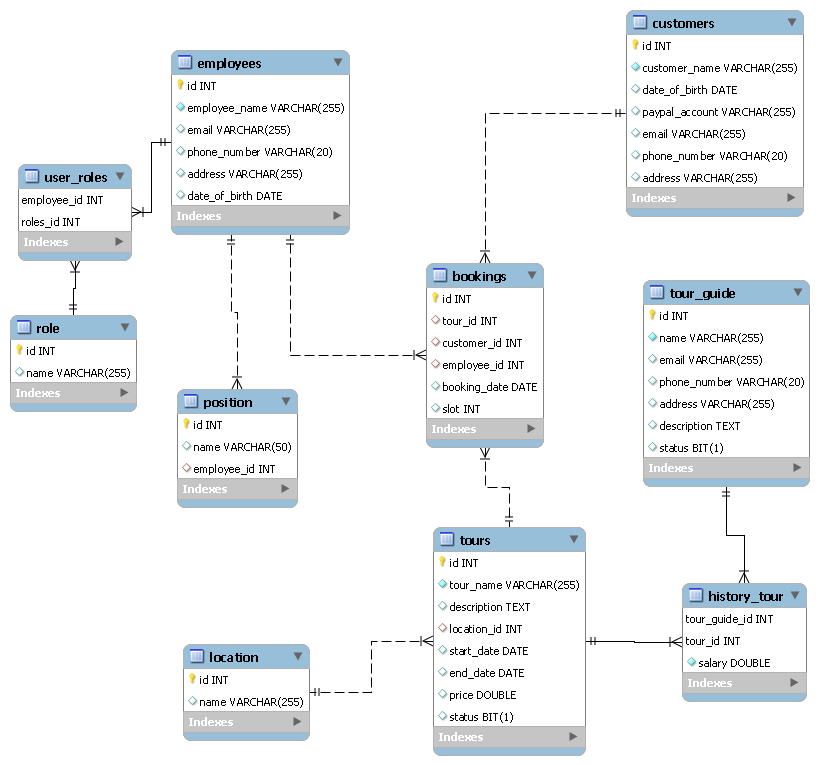 customers
id INT
customer_name VARCHAR(255)
date_of_birth DATE
paypal_account VARCHAR(255)
email VARCHAR(255)
phone_number VARCHAR(20)
address VARCHAR(255)
Indexes
employees
id INT
employee_name VARCHAR(255)
email VARCHAR(255)
phone_number VARCHAR(20)
address VARCHAR(255)
date_of_birth DATE
Indexes
user_roles
employee_id INT
roles_id INT
Indexes
bookings
id INT
tour_id INT
customer_id INT
employee_id INT
booking_date DATE
slot INT
Indexes
tour_guide
id INT
name VARCHAR(255)
email VARCHAR(255)
phone_number VARCHAR(20)
address VARCHAR(255)
description TEXT
status BIT(1)
Indexes
role
id INT
name VARCHAR(255)
Indexes
position
id INT
name VARCHAR(50)
employee_id INT
Indexes
tours
id INT
tour_name VARCHAR(255)
description TEXT
location_id INT
start_date DATE
end_date DATE
price DOUBLE
status BIT(1)
Indexes
history_tour
tour_guide_id INT
tour_id INT
salary DOUBLE
Indexes
location
id INT
name VARCHAR(255)
Indexes